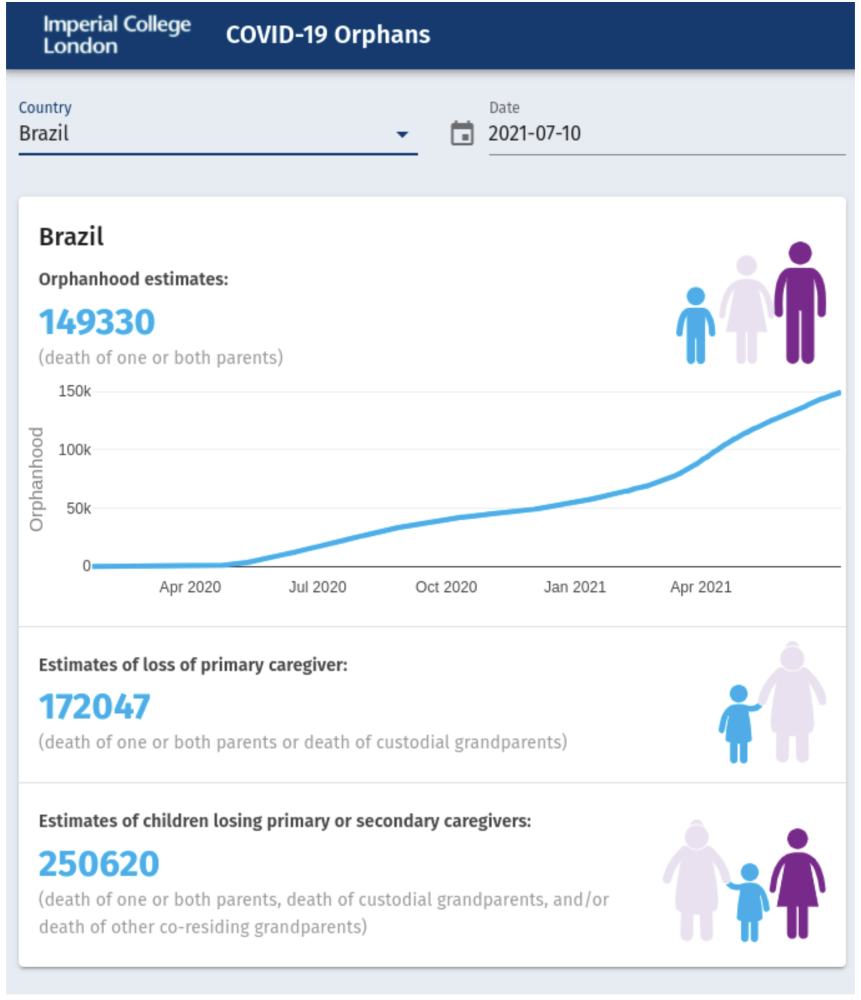 Imperial College
London
COVID-19 Orphans
Country
Date
Brazil
2021-07-10
Brazil
Orphanhood estimates:
149330
(death of one or both parents)
150k
100k
50k
0
Orphanhood
Apr 2020
Jul 2020
Oct 2020
Jan 2021
Apr 2021
Estimates of loss of primary caregiver:
172047
(death of one or both parents or death of custodial grandparents)
Estimates of children losing primary or secondary caregivers:
250620
(death of one or both parents, death of custodial grandparents, and/or
death of other co-residing grandparents)